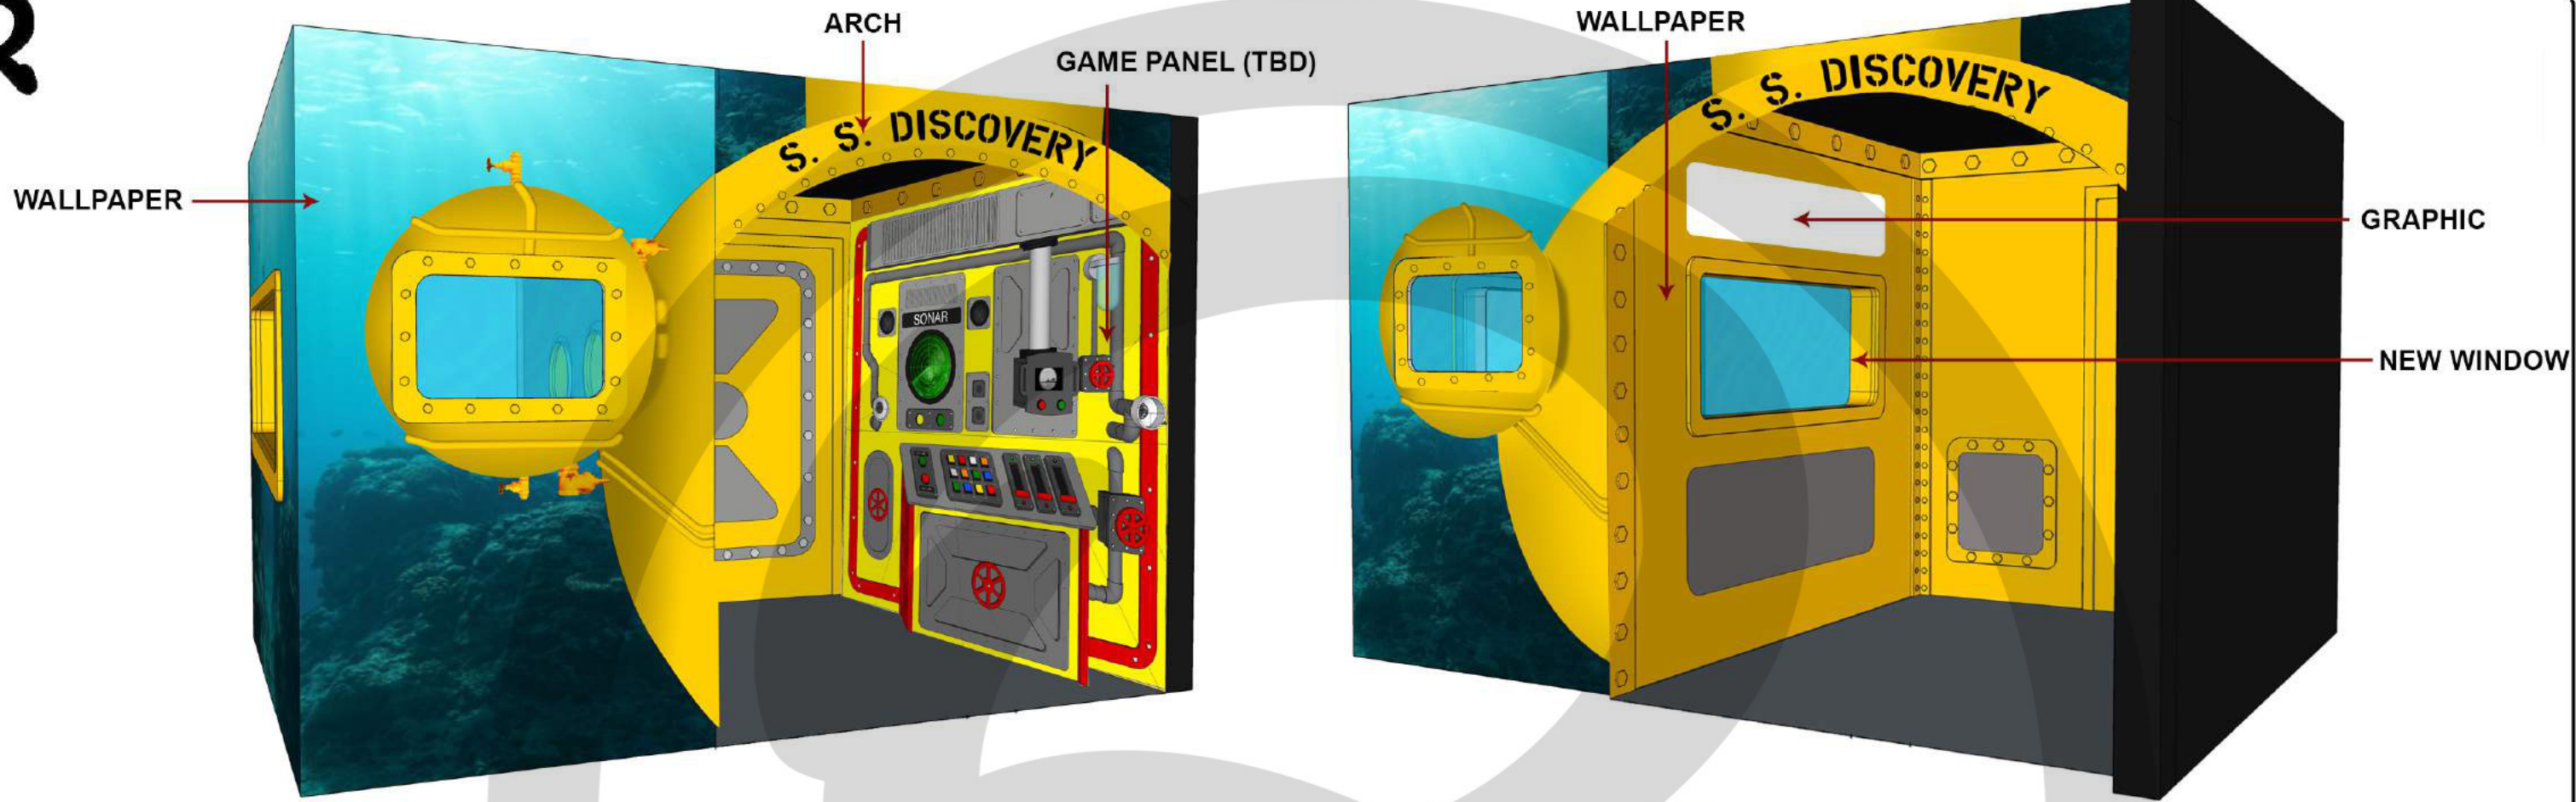 R
ARCH
GAME PANEL (TBD)
WALLPAPER
S. S. DISCOVERY
SONAR
WALLPAPER
S. S. DISCOVERY
GRAPHIC
NEW WINDOW